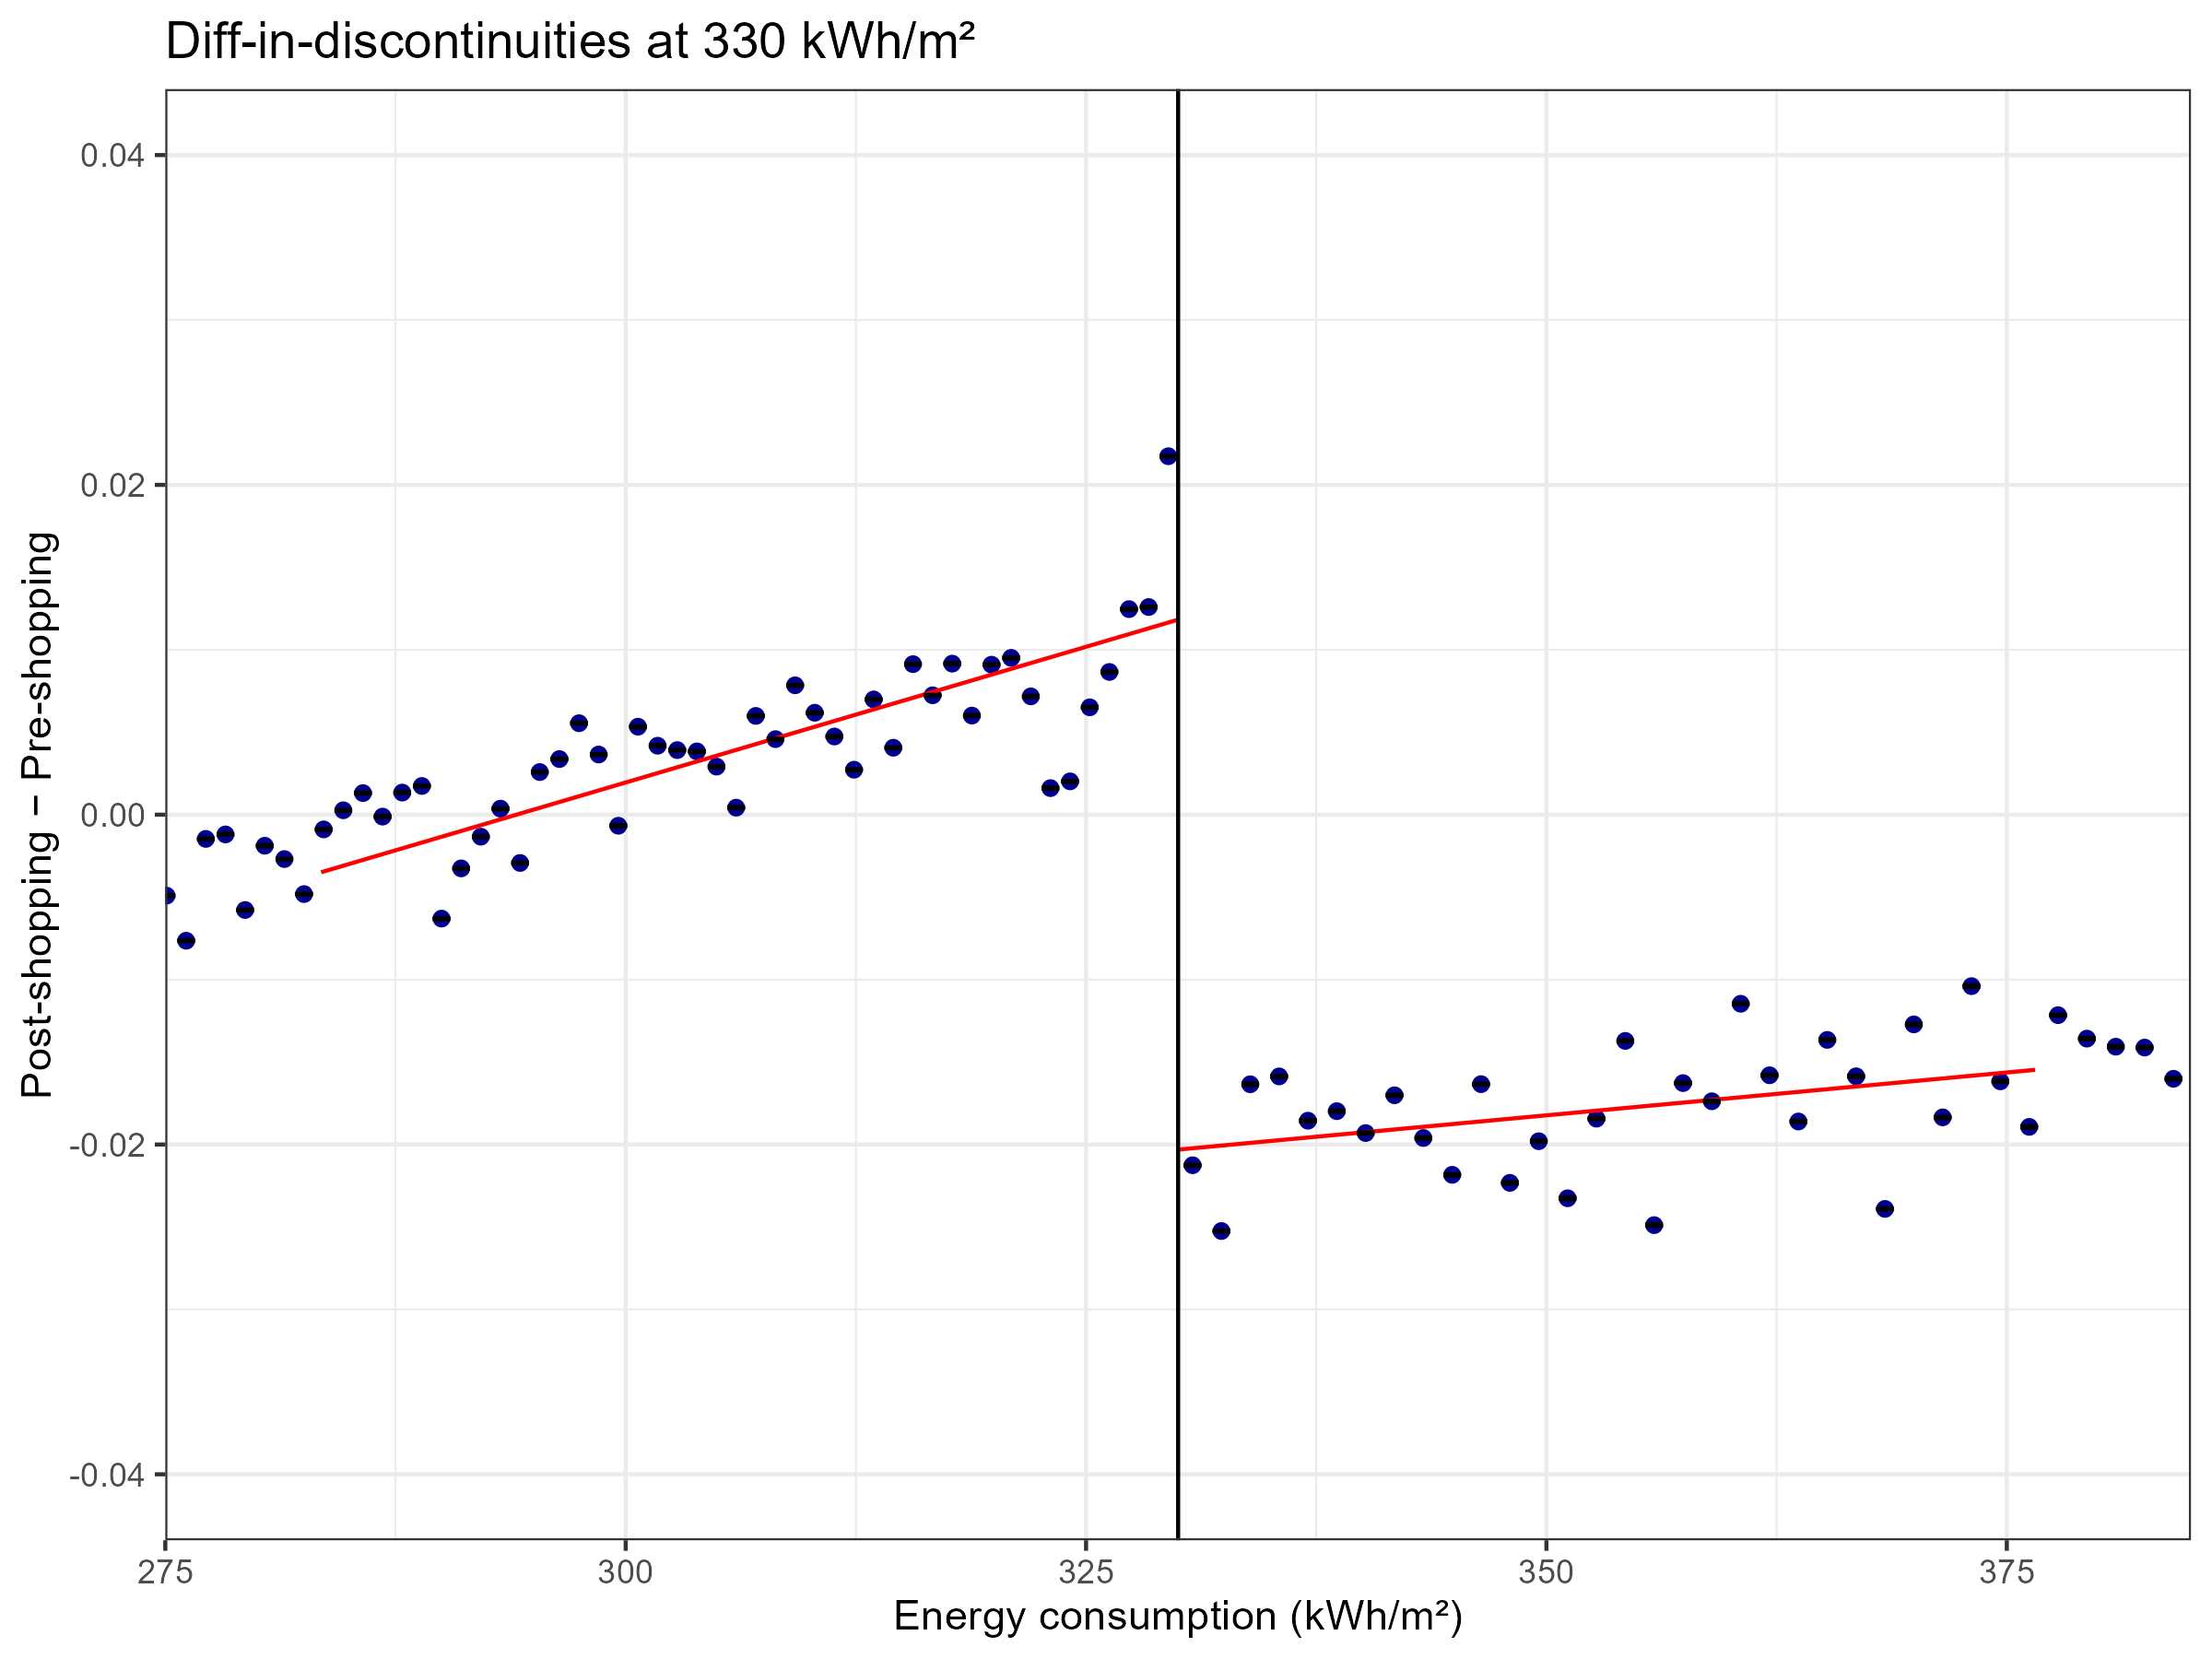 Diff-in-discontinuities at 330 kWh/m²
Post-shopping − Pre-shopping
0.04
0.02
0.00
-0.02
-0.04
275 300 325 350 375
Energy consumption (kWh/m²)